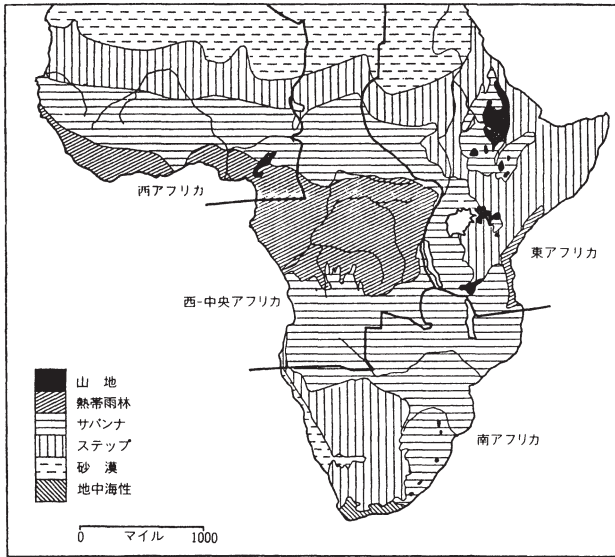 西アフリカ
東アフリカ
西-中央アフリカ
南アフリカ
山 地
熱帯雨林
サバンナ
ステップ
砂 漠
地中海性
0 マイル 1000